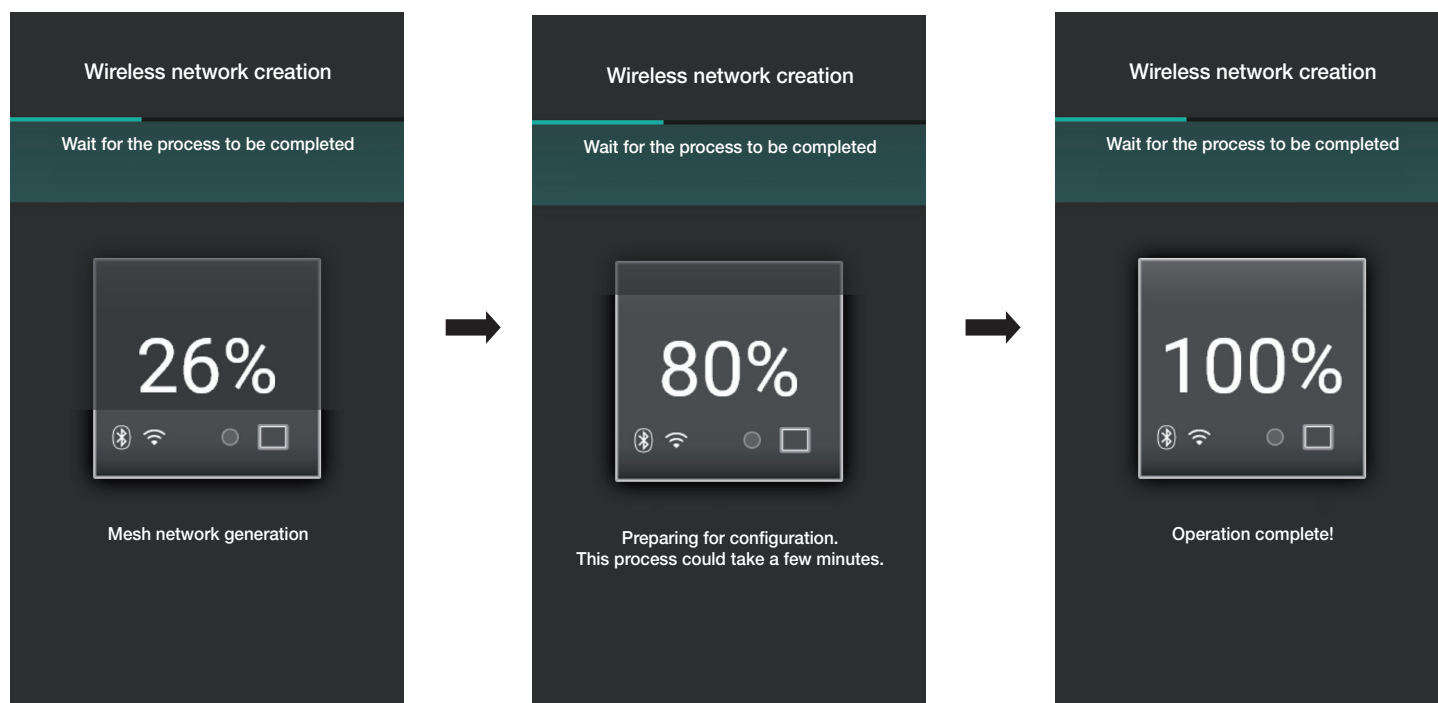 Wireless network creation
Wait for the process to be completed
26%
Mesh network generation
Wireless network creation
Wait for the process to be completed
80%
Preparing for configuration.
This process could take a few minutes.
Wireless network creation
Wait for the process to be completed
100%
Operation complete!